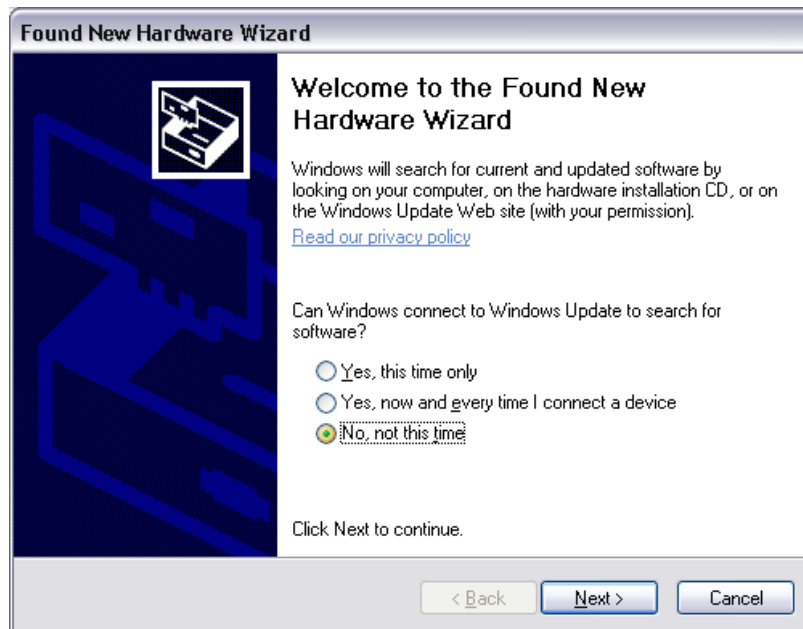 Found New Hardware Wizard
Welcome to the Found New
Hardware Wizard
Windows will search for current and updated software by
looking on your computer, on the hardware installation CD, or on
the Windows Update Web site (with your permission).
Read our privacy policy
Can Windows connect to Windows Update to search for
software?
Yes, this time only
Yes, now and every time I connect a device
No, not this time
Click Next to continue.
< Back
Next >
Cancel